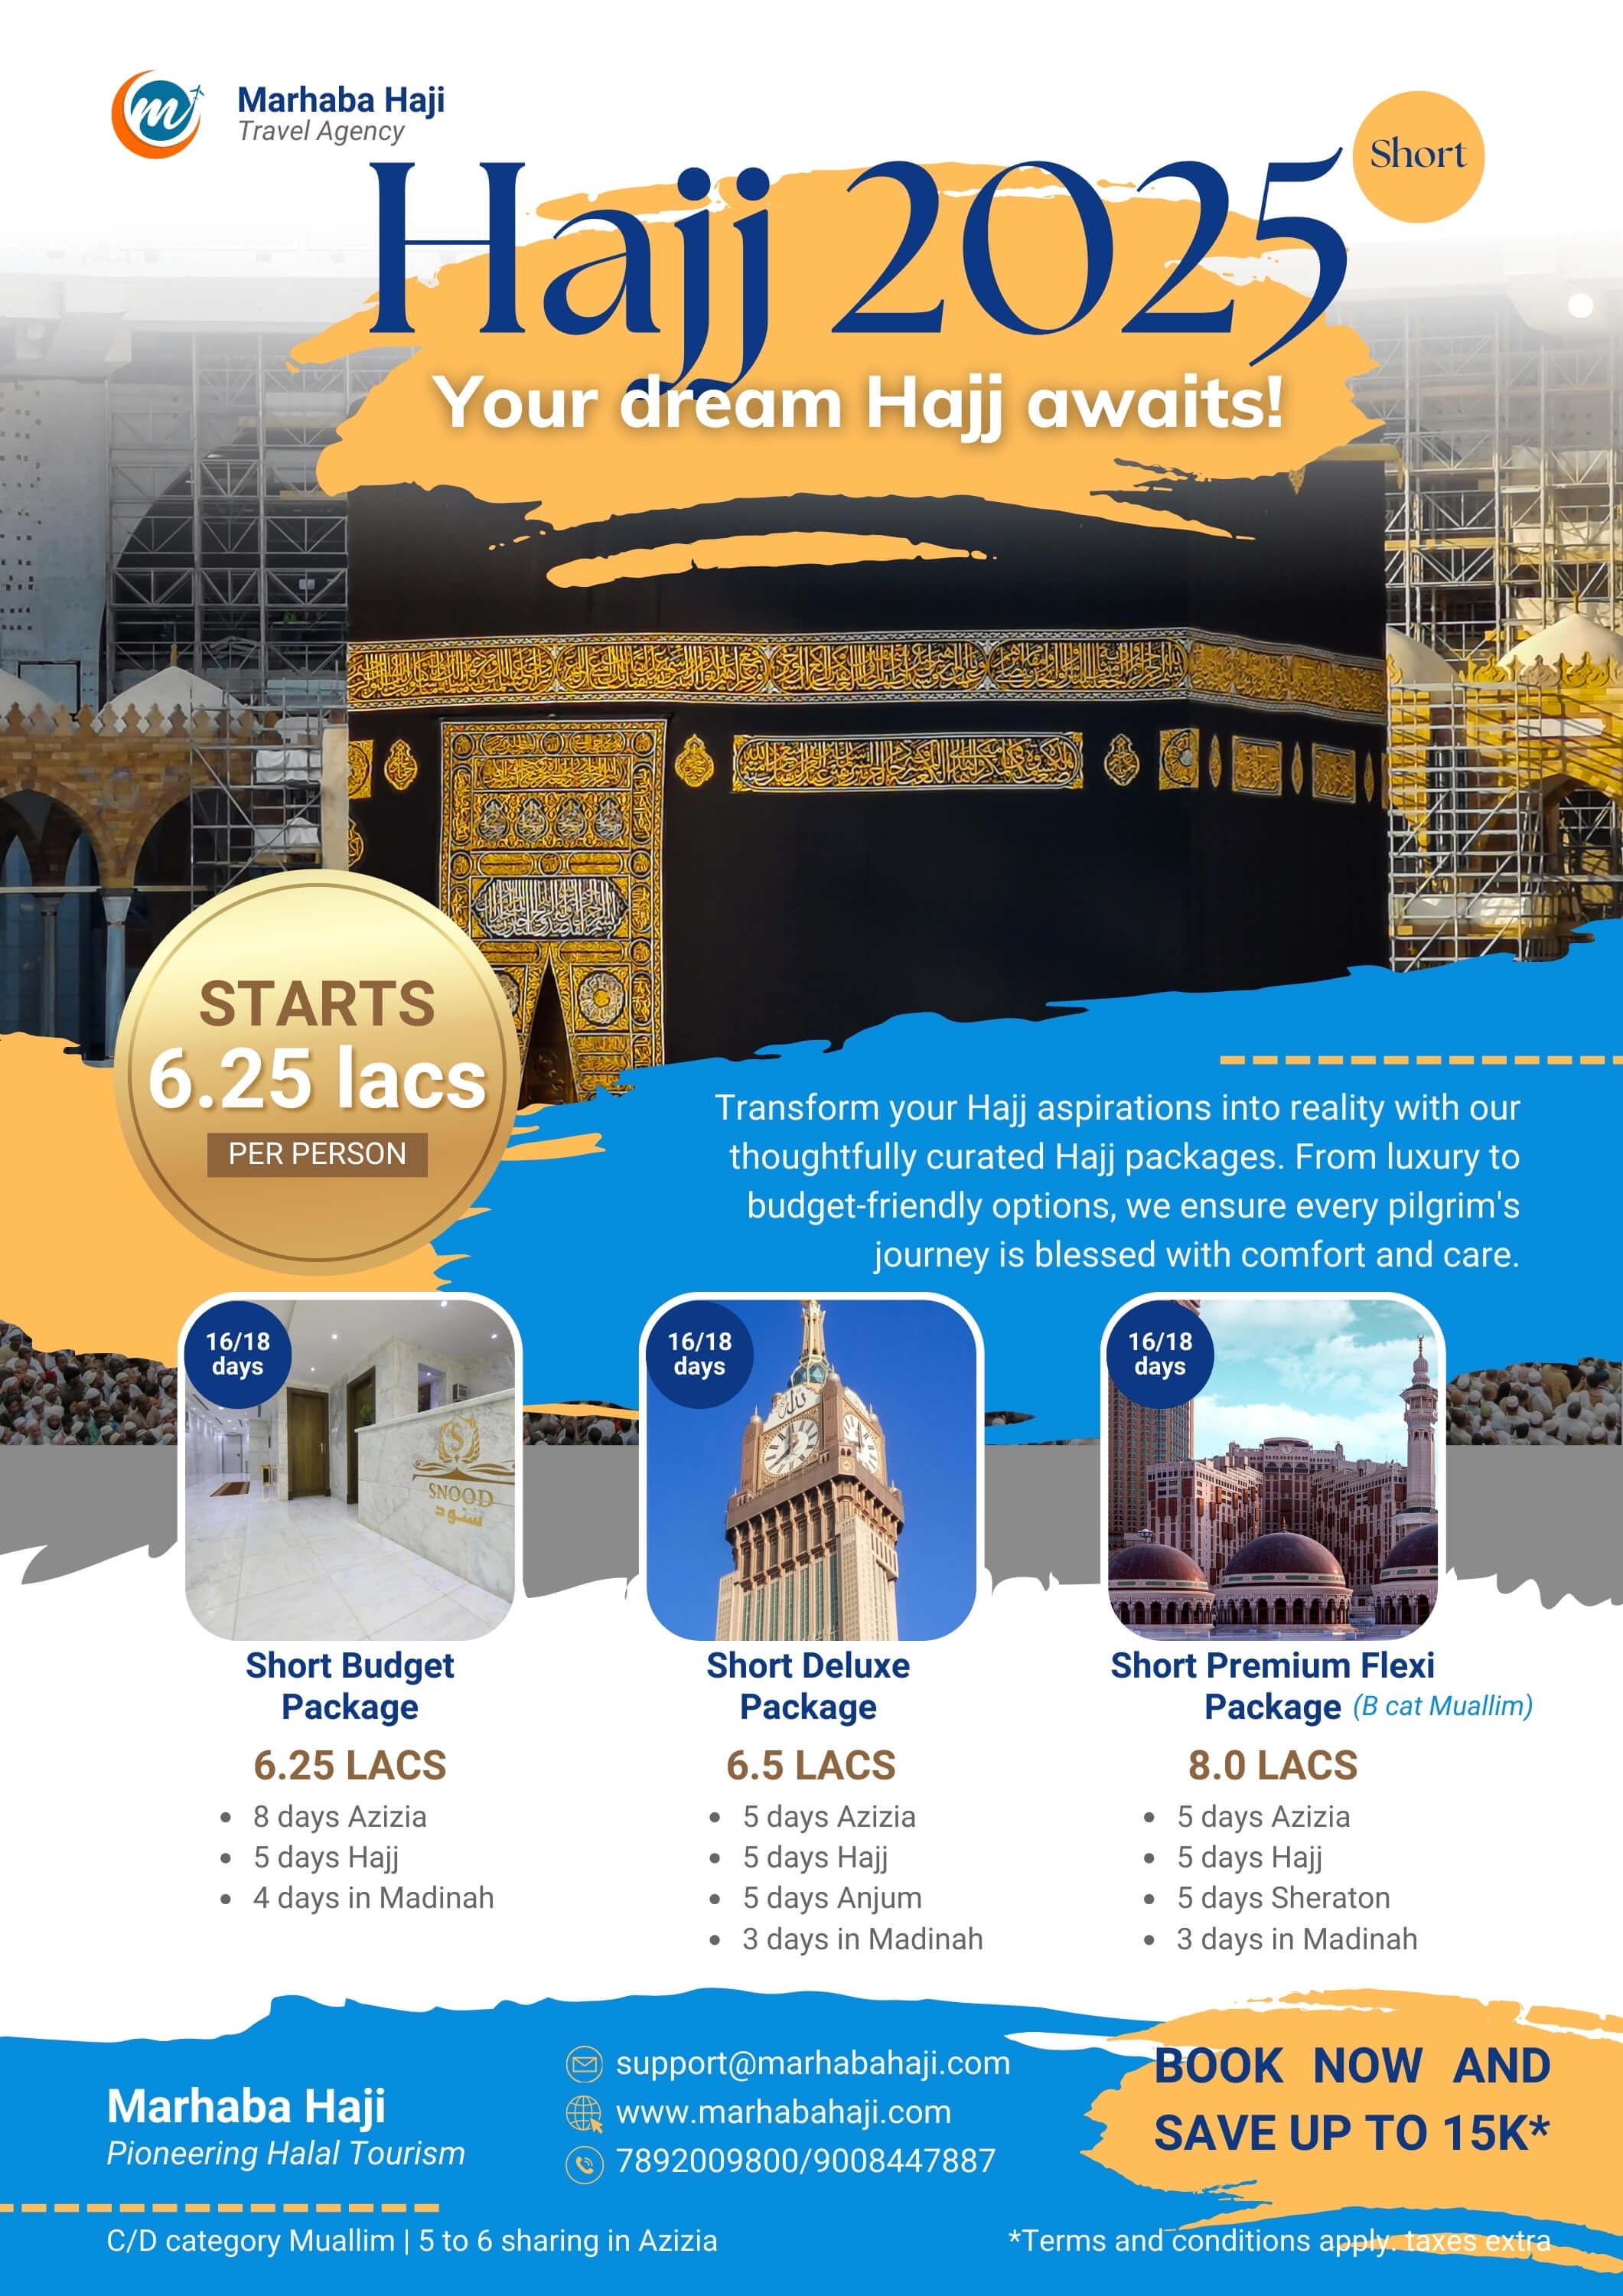 Marhaba Haji
Travel Agency
Hajj 2025
Short
Your dream Hajj awaits!
STARTS
6.25 lacs
PER PERSON
Transform your Hajj aspirations into reality with our
thoughtfully curated Hajj packages. From luxury to
budget-friendly options, we ensure every pilgrim's
journey is blessed with comfort and care.
16/18
days
SNOOD
سنود
Short Budget
Package
6.25 LACS
• 8 days Azizia
• 5 days Hajj
• 4 days in Madinah
16/18
days
الله
Short Deluxe
Package
6.5 LACS
• 5 days Azizia
• 5 days Hajj
• 5 days Anjum
• 3 days in Madinah
16/18
days
Short Premium Flexi
Package (B cat Muallim)
8.0 LACS
• 5 days Azizia
• 5 days Hajj
• 5 days Sheraton
• 3 days in Madinah
Marhaba Haji
Pioneering Halal Tourism
support@marhabahaji.com
www.marhabahaji.com
7892009800/9008447887
BOOK NOW AND
SAVE UP TO 15K*
C/D category Muallim | 5 to 6 sharing in Azizia
*Terms and conditions apply. taxes extra